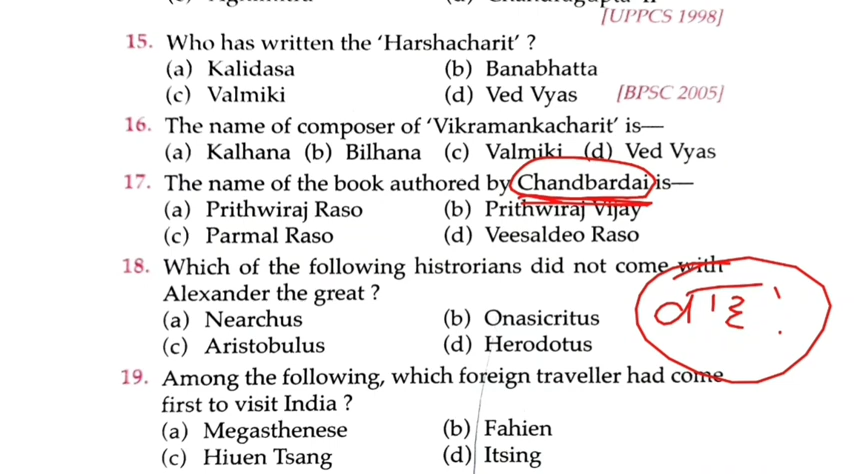 [UPPCS 1998]
15. Who has written the 'Harshacharit' ?
(a) Kalidasa (b) Banabhatta
(c) Valmiki (d) Ved Vyas [BPSC 2005]
16. The name of composer of 'Vikramankacharit' is—
(a) Kalhana (b) Bilhana (c) Valmiki (d) Ved Vyas
17. The name of the book authored by Chandbardai is—
(a) Prithwiraj Raso (b) Prithwiraj Vijay
(c) Parmal Raso (d) Veesaldeo Raso
18. Which of the following histrorians did not come with
Alexander the great ?
(a) Nearchus (b) Onasicritus
(c) Aristobulus (d) Herodotus
19. Among the following, which foreign traveller had come
first to visit India ?
(a) Megasthenese (b) Fahien
(c) Hiuen Tsang (d) Itsing